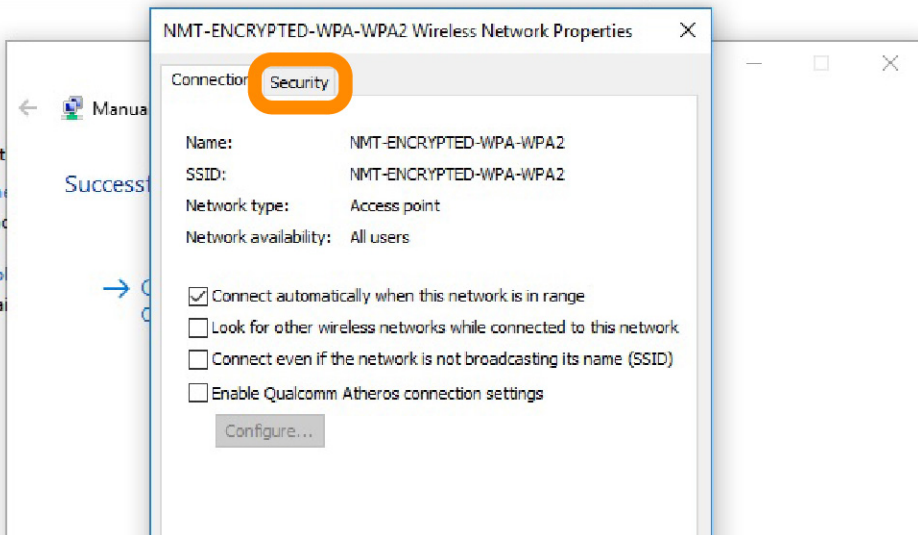 NMT-ENCRYPTED-WPA-WPA2 Wireless Network Properties
Connection
Security
Name: NMT-ENCRYPTED-WPA-WPA2
SSID: NMT-ENCRYPTED-WPA-WPA2
Network type: Access point
Network availability: All users
Connect automatically when this network is in range
Look for other wireless networks while connected to this network
Connect even if the network is not broadcasting its name (SSID)
Enable Qualcomm Atheros connection settings
Configure...
Manua
Success